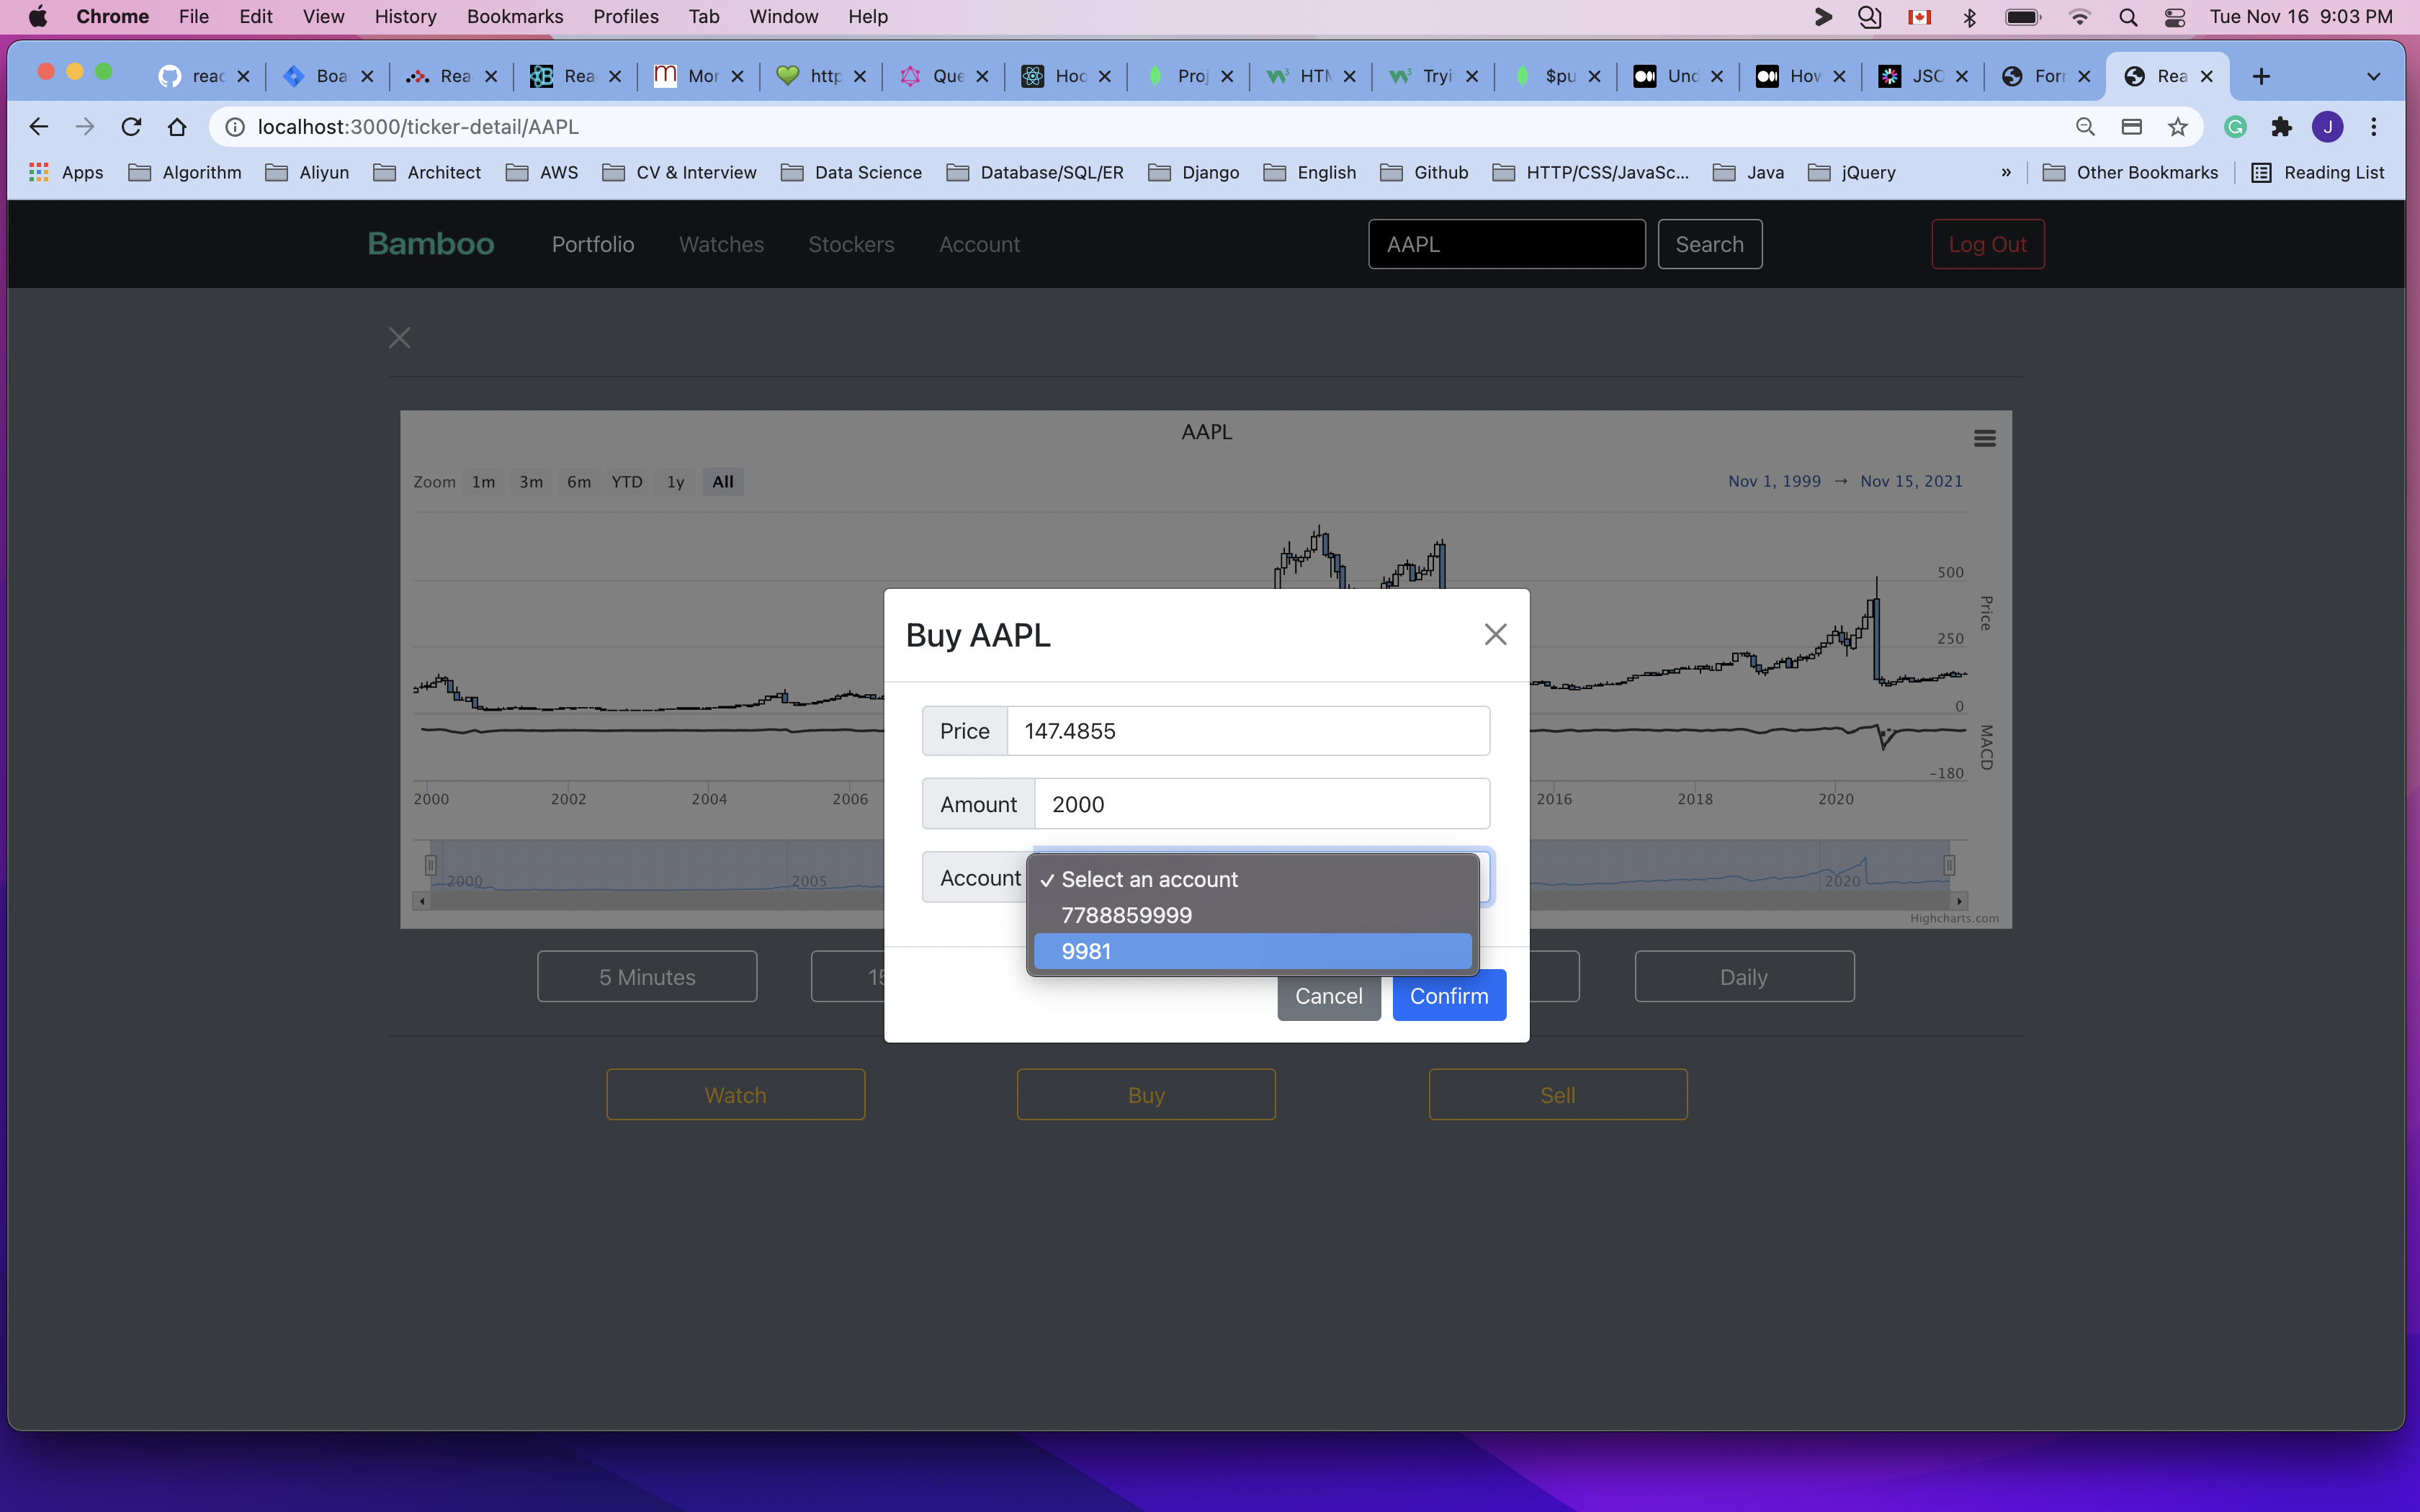 Chrome File Edit View History Bookmarks Profiles Tab Window Help Tue Nov 16 9:03 PM
reac Boa Rea Rea Mor http Que Hoc Proj HTM Tryi $pu Und How JSO Forr Rea
localhost:3000/ticker-detail/AAPL J
Apps Algorithm Aliyun Architect AWS CV & Interview Data Science Database/SQL/ER Django English Github HTTP/CSS/JavaSc... Java jQuery » Other Bookmarks Reading List
Bamboo Portfolio Watches Stockers Account AAPL Search Log Out
AAPL
Zoom 1m 3m 6m YTD 1y All Nov 1, 1999 → Nov 15, 2021
500
Price
250
0
MACD
-180
2000 2002 2004 2006 2016 2018 2020
2000 2005 2020
Highcharts.com
Buy AAPL
Price 147.4855
Amount 2000
Account ✓ Select an account
7788859999
9981
Cancel Confirm
5 Minutes 15 Daily
Watch Buy Sell